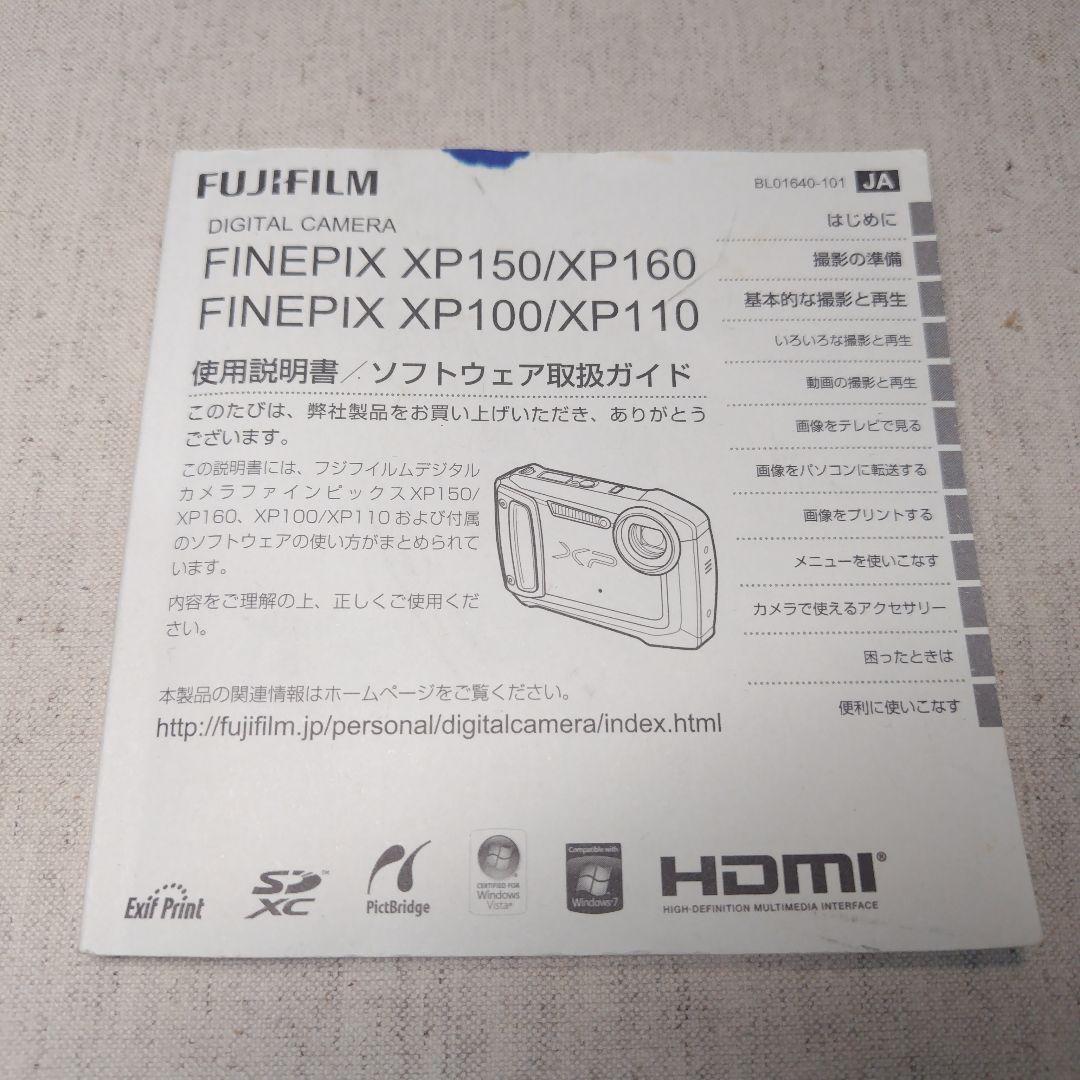 FUJIFILM
BL01640-101 JA
DIGITAL CAMERA
FINEPIX XP150/XP160
FINEPIX XP100/XP110
使用説明書/ソフトウェア取扱ガイド
このたびは、弊社製品をお買い上げいただき、ありがとう
ございます。
この説明書には、フジフイルムデジタル
カメラファインピックスXP150/
XP160、XP100/XP110および付属
のソフトウェアの使い方がまとめられて
います。
内容をご理解の上、正しくご使用くだ
さい。
XP
本製品の関連情報はホームページをご覧ください。
http://fujifilm.jp/personal/digitalcamera/index.html
はじめに
撮影の準備
基本的な撮影と再生
いろいろな撮影と再生
動画の撮影と再生
画像をテレビで見る
画像をパソコンに転送する
画像をプリントする
メニューを使いこなす
カメラで使えるアクセサリー
困ったときは
便利に使いこなす
Exif Print
SD XC™
PictBridge
CERTIFIED FOR
Windows
Vista®
Compatible with
Windows®7
HDMI®
HIGH-DEFINITION MULTIMEDIA INTERFACE